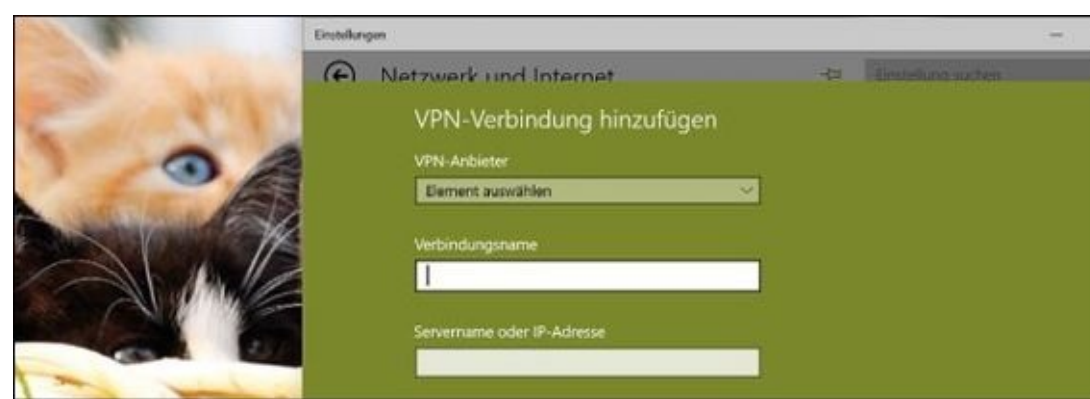 Einstellungen
Netzwerk und Internet
Einstellung suchen
VPN-Verbindung hinzufügen
VPN-Anbieter
Element auswählen
Verbindungsname
Servername oder IP-Adresse